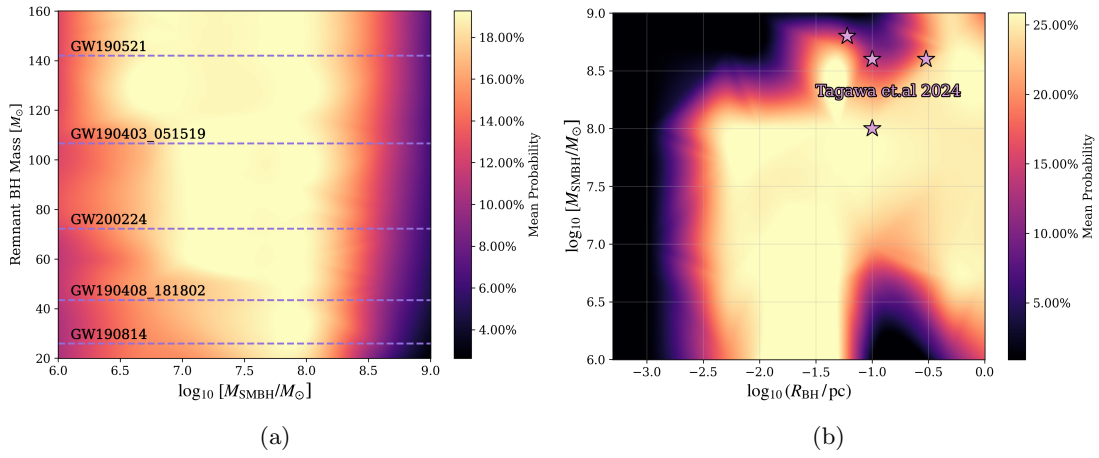 160
140
120
100
80
60
40
20
Remnant BH Mass [M⊙]
GW190521
GW190403_051519
GW200224
GW190408_181802
GW190814
6.0 6.5 7.0 7.5 8.0 8.5 9.0
log10 [MSMBH/M⊙]
18.00%
16.00%
14.00%
12.00%
10.00%
8.00%
6.00%
4.00%
Mean Probability
(a)
9.0
8.5
8.0
7.5
7.0
6.5
6.0
log10 [MSMBH/M⊙]
Tagawa et.al 2024
−3.0 −2.5 −2.0 −1.5 −1.0 −0.5 0.0
log10 (RBH/pc)
25.00%
20.00%
15.00%
10.00%
5.00%
Mean Probability
(b)